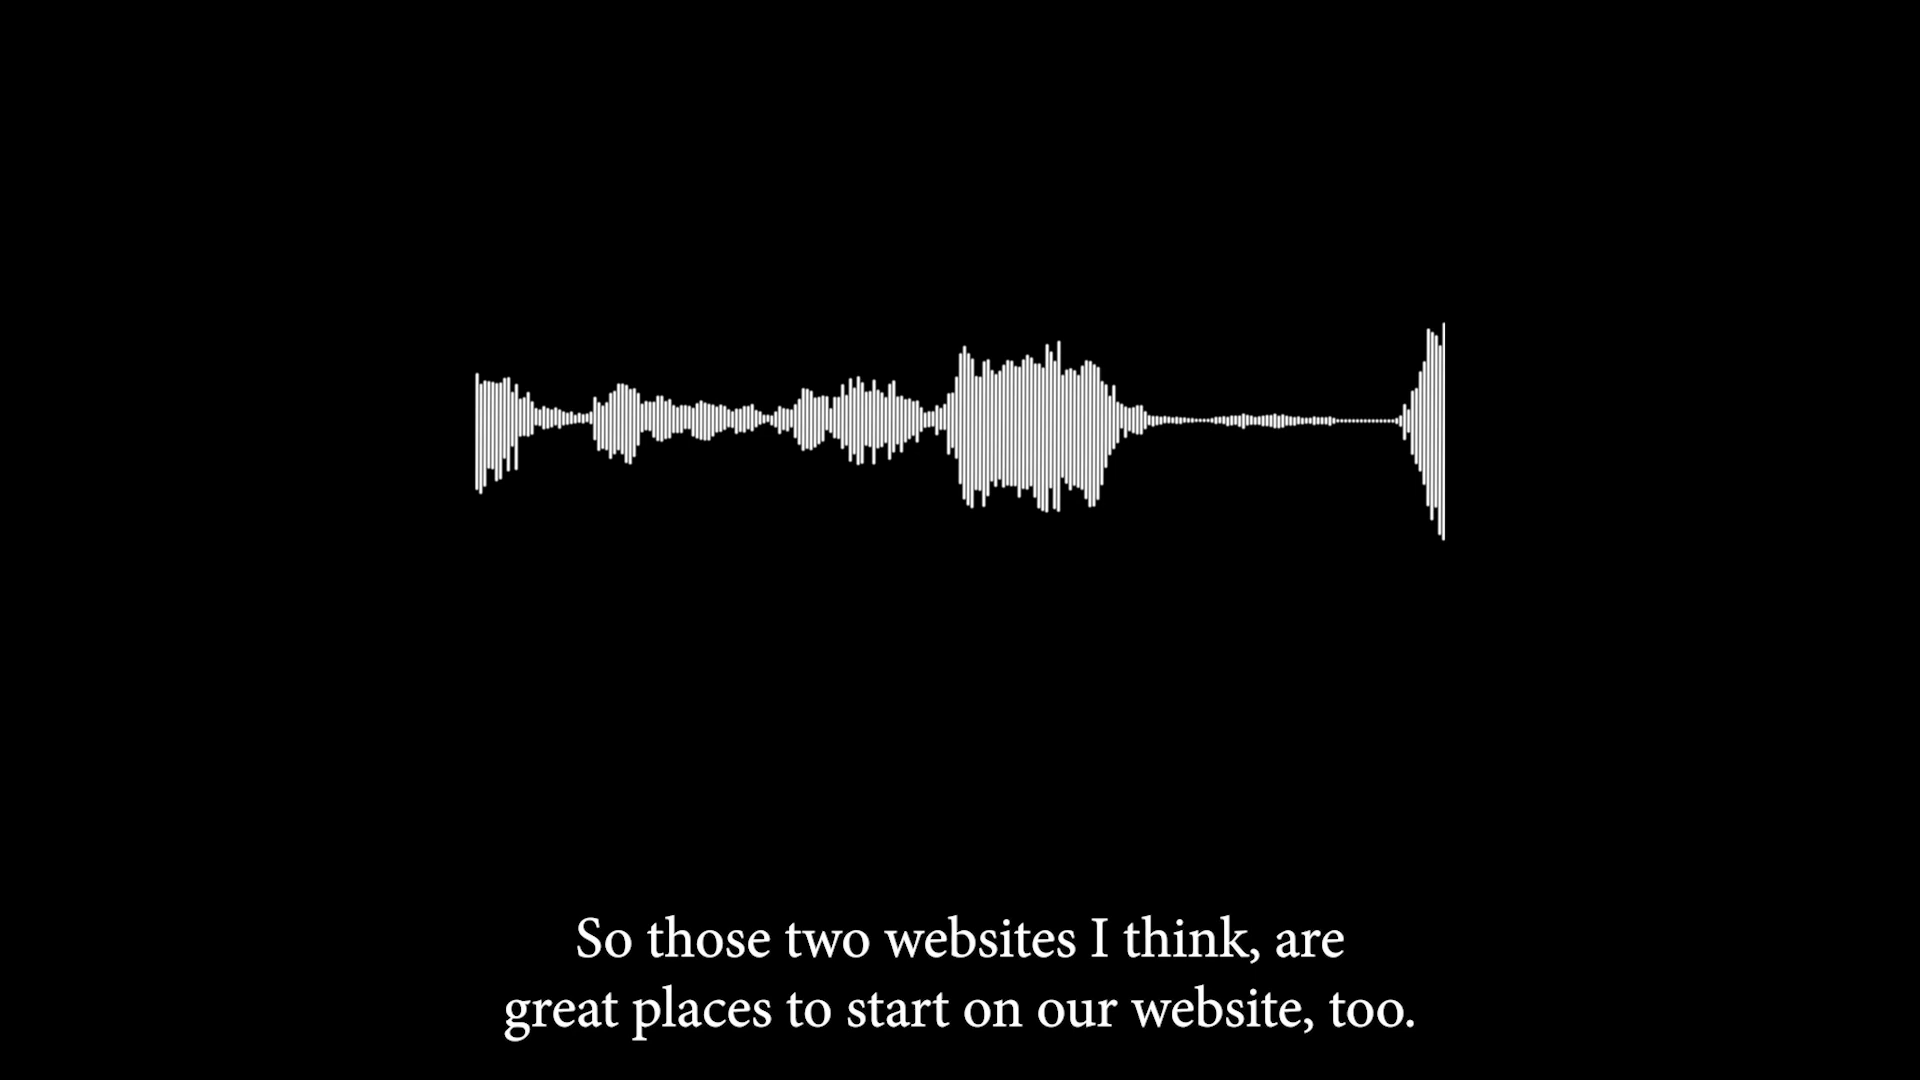 So those two websites I think, are
great places to start on our website, too.